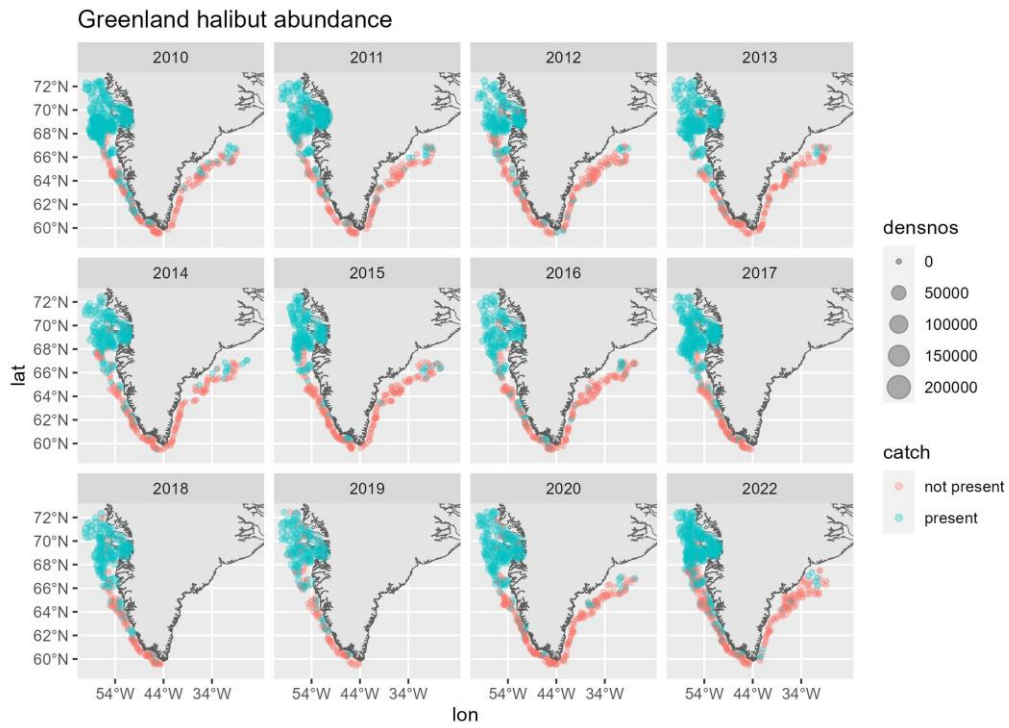 Greenland halibut abundance
2010 2011 2012 2013
72°N
70°N
68°N
66°N
64°N
62°N
60°N
2014 2015 2016 2017
72°N
70°N
68°N
66°N
64°N
62°N
60°N
2018 2019 2020 2022
72°N
70°N
68°N
66°N
64°N
62°N
60°N
54°W 44°W 34°W 54°W 44°W 34°W 54°W 44°W 34°W 54°W 44°W 34°W
lat
lon
densnos
0
50000
100000
150000
200000
catch
not present
present